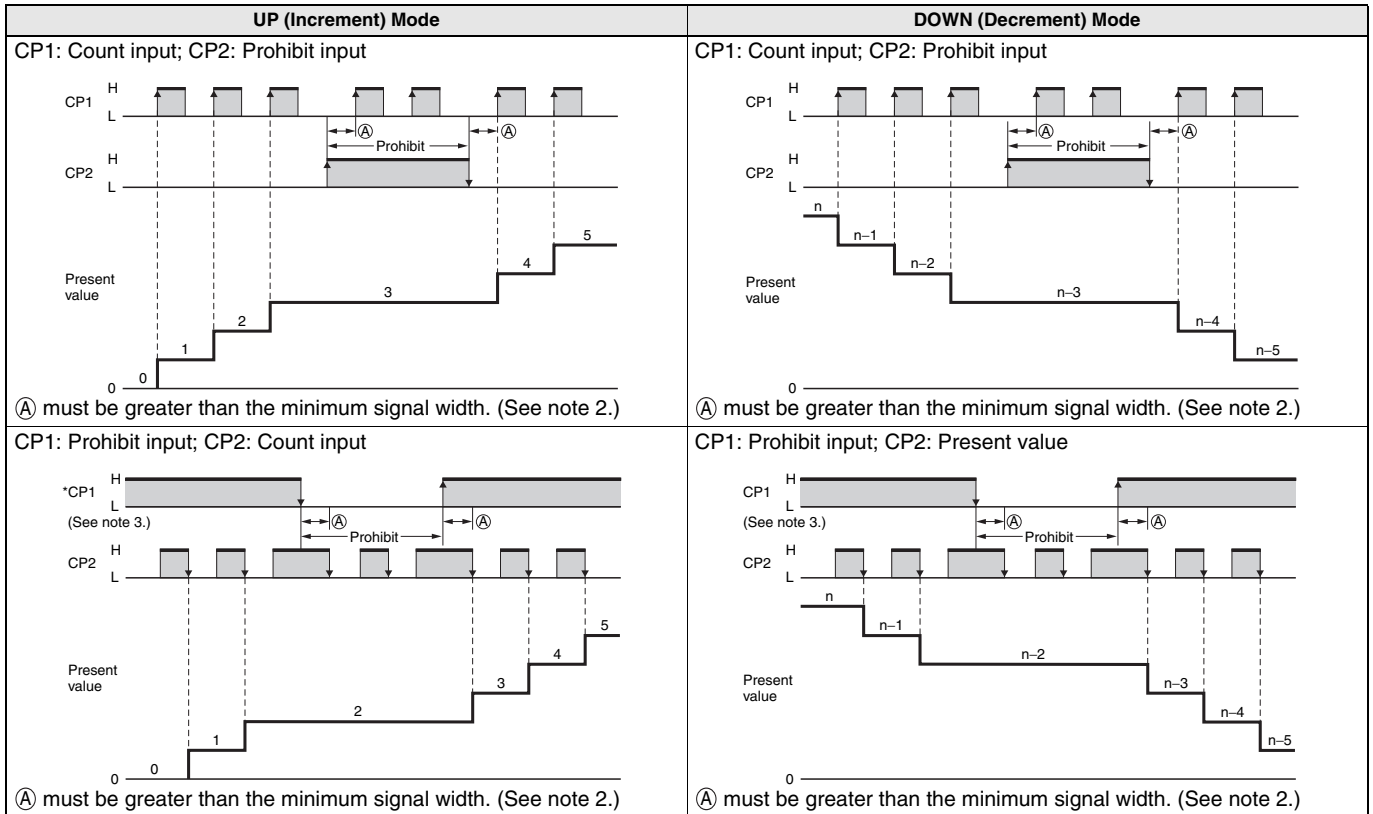 UP (Increment) Mode
DOWN (Decrement) Mode
CP1: Count input; CP2: Prohibit input
H
CP1
L
Ⓐ
Ⓐ
Prohibit
H
CP2
L
5
4
Present
value
3
2
1
0
0
Ⓐ must be greater than the minimum signal width. (See note 2.)
CP1: Count input; CP2: Prohibit input
H
CP1
L
Ⓐ
Ⓐ
Prohibit
H
CP2
L
n
n–1
n–2
Present
value
n–3
n–4
n–5
0
Ⓐ must be greater than the minimum signal width. (See note 2.)
CP1: Prohibit input; CP2: Count input
H
*CP1
L
(See note 3.)
Ⓐ
Ⓐ
Prohibit
H
CP2
L
5
4
Present
value
3
2
1
0
0
Ⓐ must be greater than the minimum signal width. (See note 2.)
CP1: Prohibit input; CP2: Present value
H
CP1
L
(See note 3.)
Ⓐ
Ⓐ
Prohibit
H
CP2
L
n
n–1
n–2
Present
value
n–3
n–4
n–5
0
Ⓐ must be greater than the minimum signal width. (See note 2.)